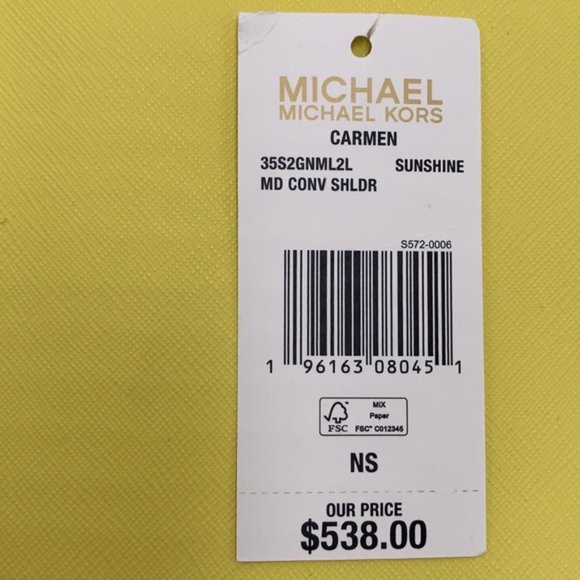 MICHAEL
MICHAEL KORS
CARMEN
35S2GNML2L SUNSHINE
MD CONV SHLDR
S572-0006
1 96163 08045 1
FSC
MIX
Paper
FSC® C012345
NS
OUR PRICE
$538.00